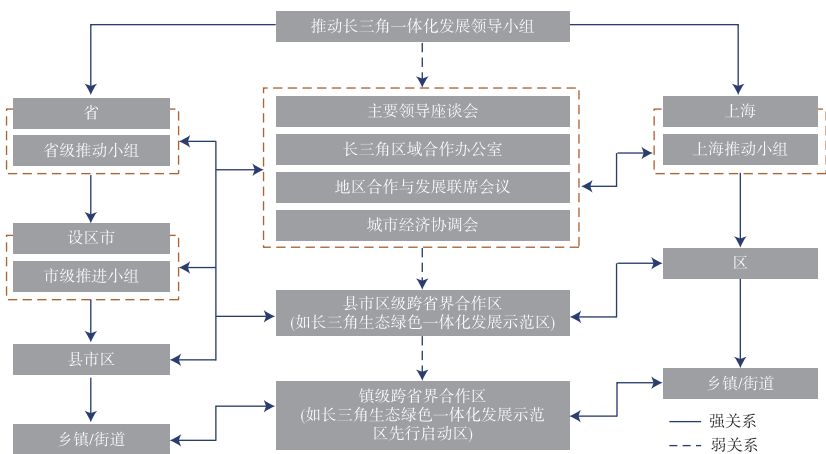 推动长三角一体化发展领导小组
省
省级推动小组
主要领导座谈会
长三角区域合作办公室
地区合作与发展联席会议
城市经济协调会
上海
上海推动小组
设区市
市级推进小组
区
县市区级跨省界合作区
(如长三角生态绿色一体化发展示范区)
县市区
乡镇/街道
镇级跨省界合作区
(如长三角生态绿色一体化发展示范
区先行启动区)
乡镇/街道
强关系
弱关系